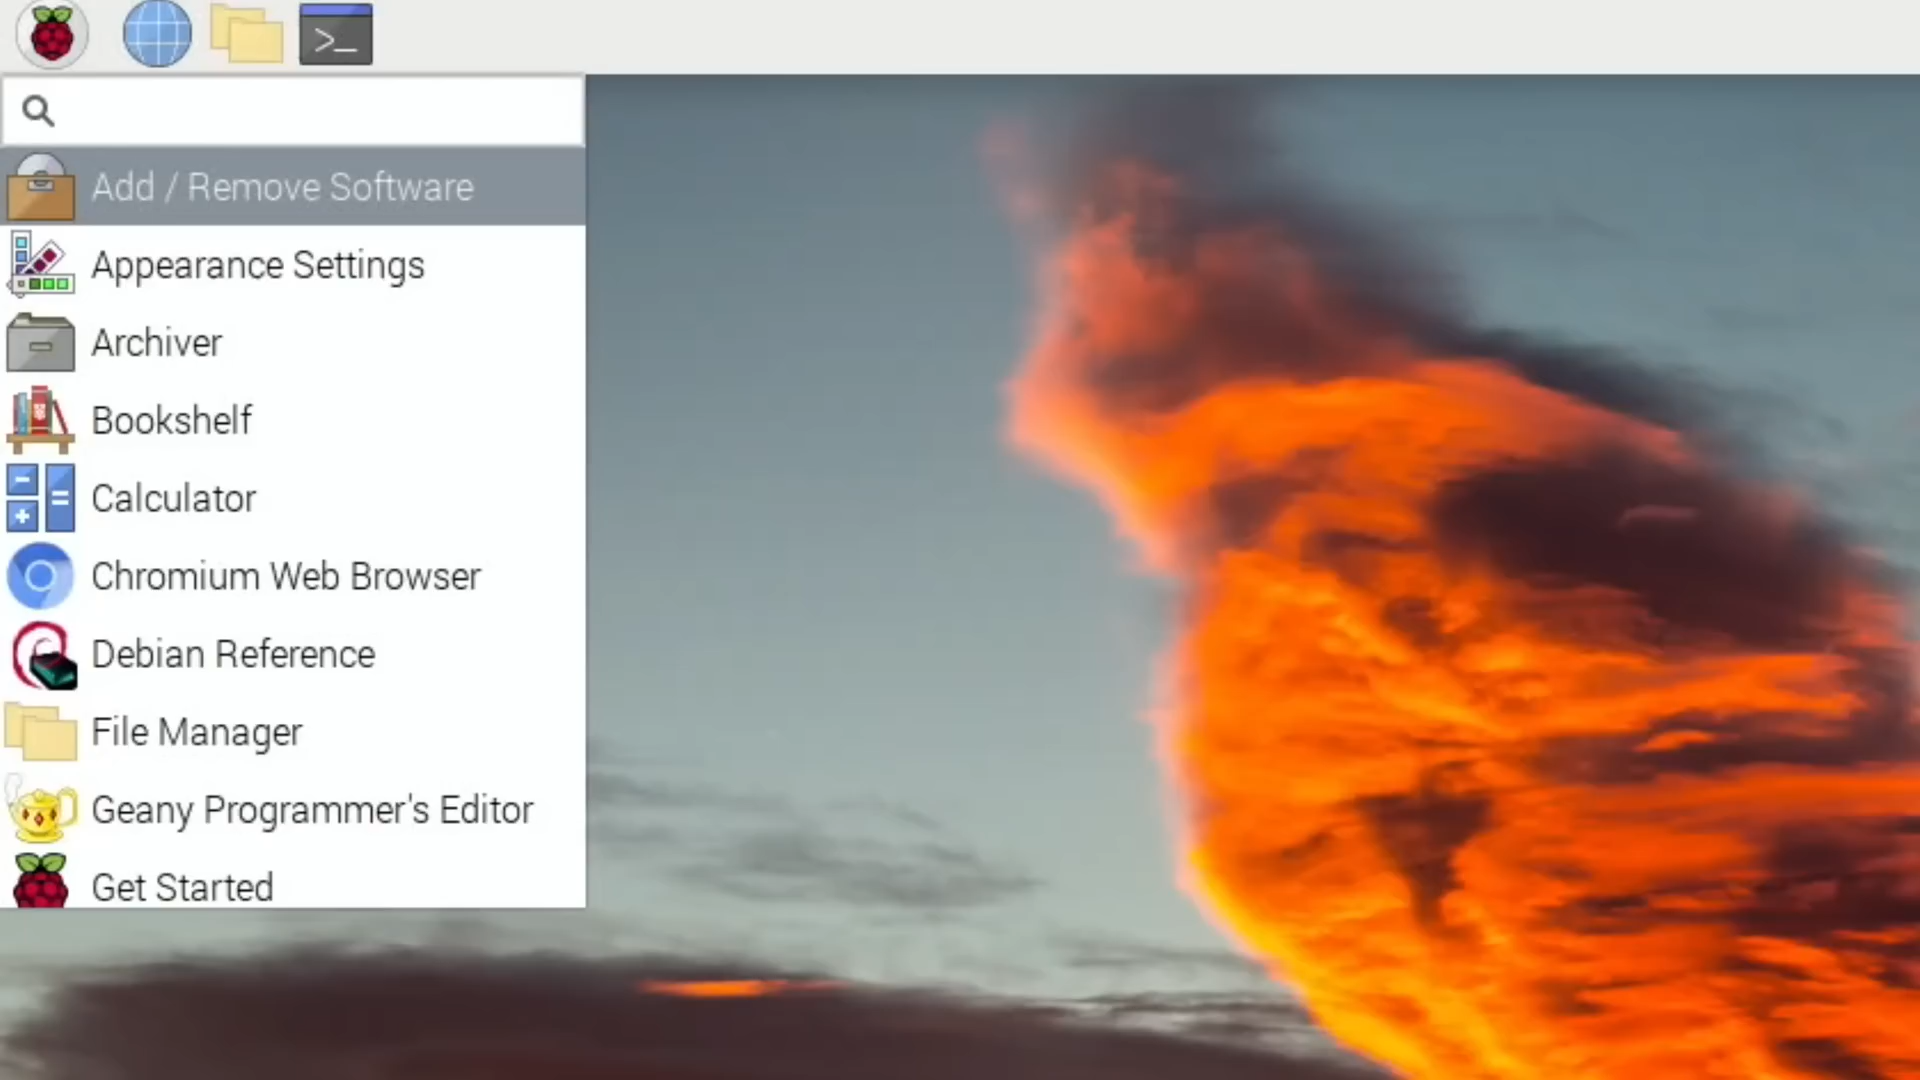 >_
Add / Remove Software
Appearance Settings
Archiver
Bookshelf
Calculator
Chromium Web Browser
Debian Reference
File Manager
Geany Programmer's Editor
Get Started